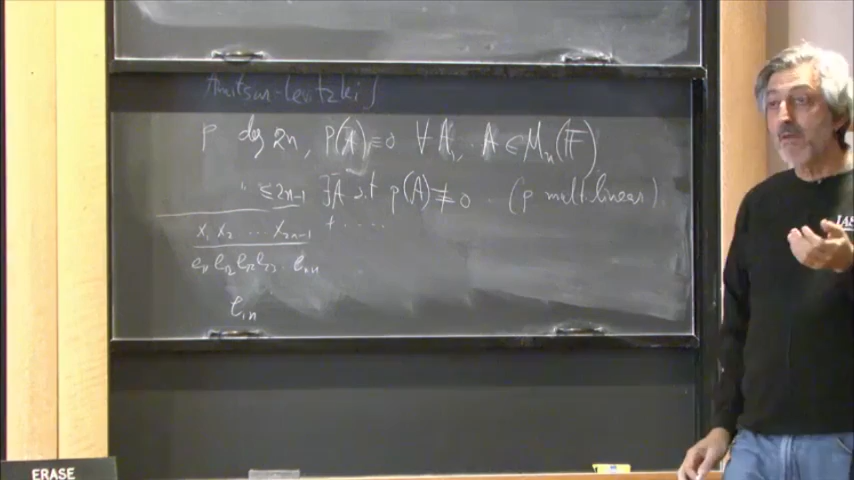 Amitsur-Levitzki
p deg 2n, P(A)≡0 ∀ A, A ∈ Mn(F)
" ≤2n-1 ∃A s.t p(A)≢0 (p multilinear)
x1 x2 ... x2n-1 + ....
e11 e12 e22 e23 . enn
e1n
IAS
ERASE